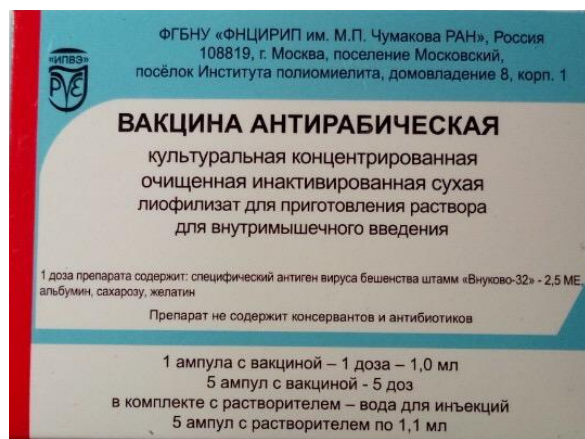 ФГБНУ «ФНЦИРИП им. М.П. Чумакова РАН», Россия
108819, г. Москва, поселение Московский,
посёлок Института полиомиелита, домовладение 8, корп. 1
«ИПВЭ»
ВАКЦИНА АНТИРАБИЧЕСКАЯ
культуральная концентрированная
очищенная инактивированная сухая
лиофилизат для приготовления раствора
для внутримышечного введения
1 доза препарата содержит: специфический антиген вируса бешенства штамм «Внуково-32» - 2,5 МЕ,
альбумин, сахарозу, желатин
Препарат не содержит консервантов и антибиотиков
1 ампула с вакциной – 1 доза – 1,0 мл
5 ампул с вакциной - 5 доз
в комплекте с растворителем – вода для инъекций
5 ампул с растворителем по 1,1 мл